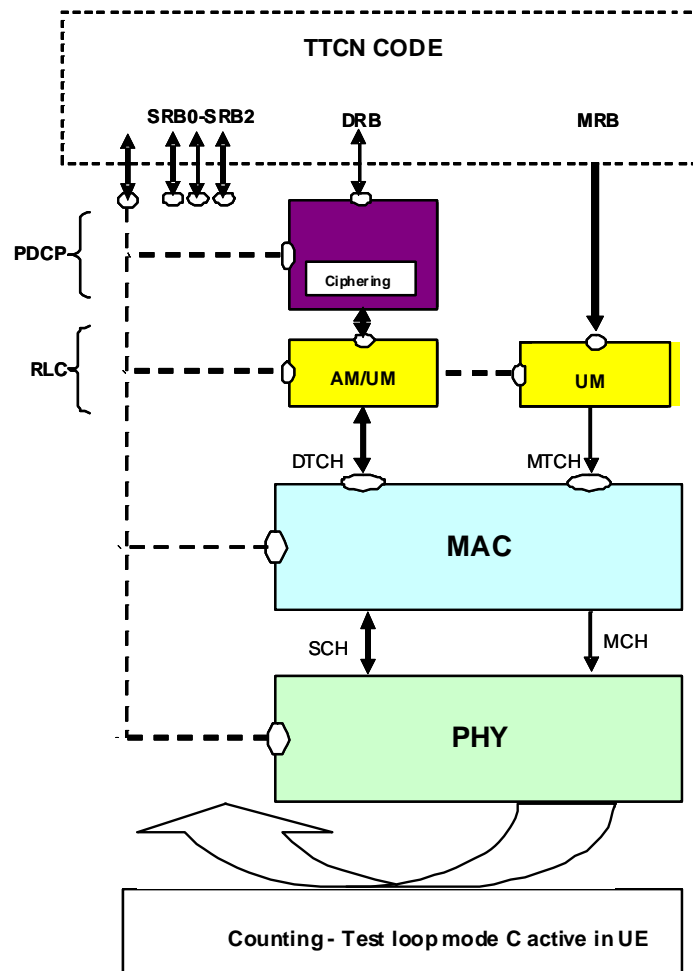 TTCN CODE
SRB0-SRB2
DRB
MRB
PDCP
Ciphering
RLC
AM/UM
UM
DTCH
MTCH
MAC
SCH
MCH
PHY
Counting - Test loop mode C active in UE